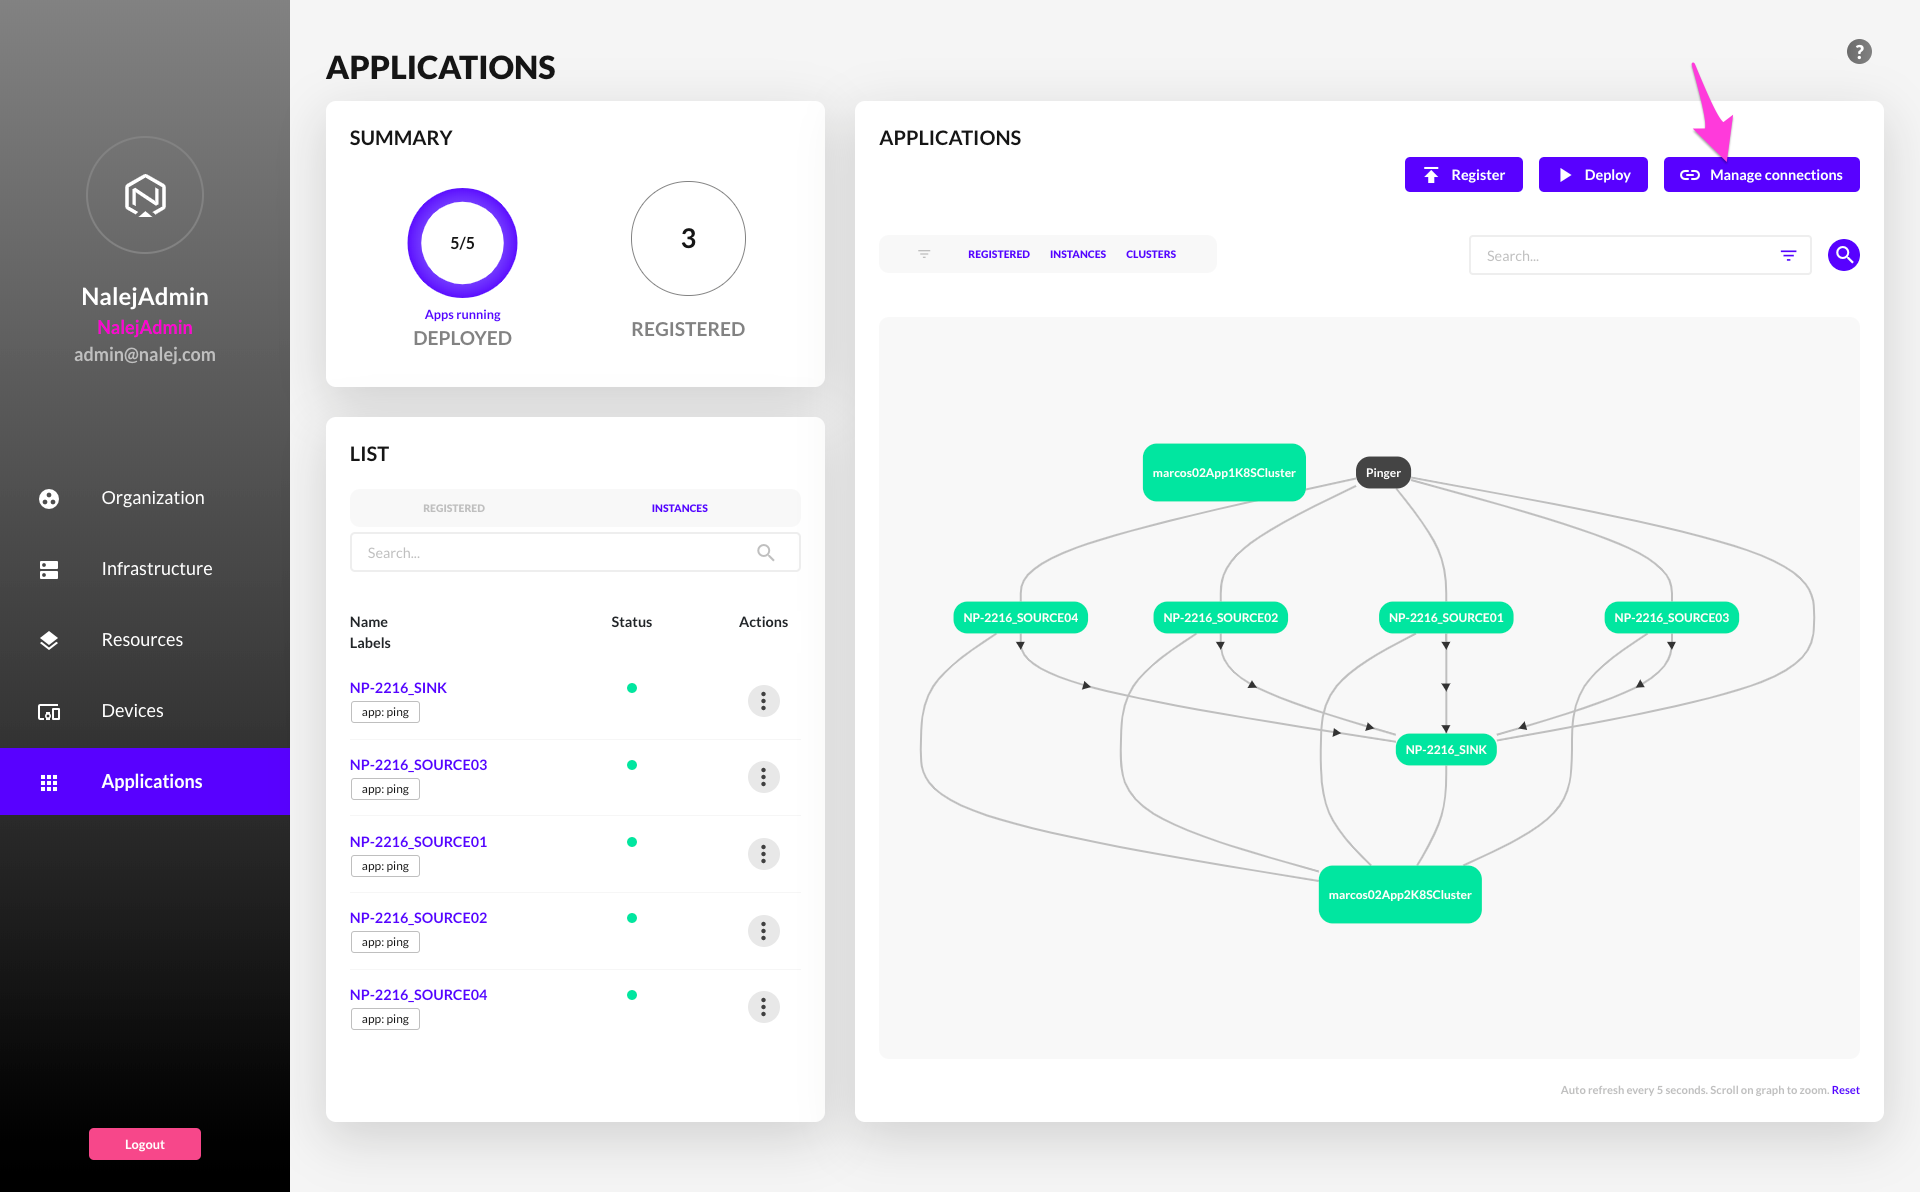 NalejAdmin
NalejAdmin
admin@nalej.com
Organization
Infrastructure
Resources
Devices
Applications
Logout
APPLICATIONS
?
SUMMARY
5/5
Apps running
DEPLOYED
3
REGISTERED
LIST
REGISTERED INSTANCES
Search...
Name Status Actions
Labels
NP-2216_SINK
app: ping
NP-2216_SOURCE03
app: ping
NP-2216_SOURCE01
app: ping
NP-2216_SOURCE02
app: ping
NP-2216_SOURCE04
app: ping
APPLICATIONS
Register Deploy Manage connections
REGISTERED INSTANCES CLUSTERS
Search...
marcos02App1K8SCluster Pinger
NP-2216_SOURCE04 NP-2216_SOURCE02 NP-2216_SOURCE01 NP-2216_SOURCE03
NP-2216_SINK
marcos02App2K8SCluster
Auto refresh every 5 seconds. Scroll on graph to zoom. Reset